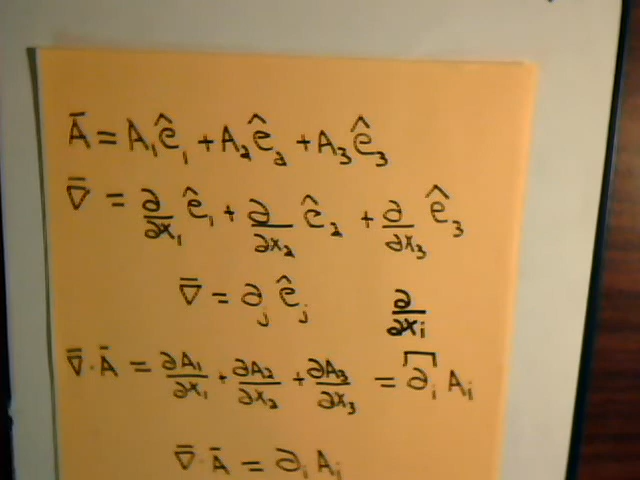 Ā = A₁ê₁ + A₂ê₂ + A₃ê₃
∇̄ = ∂/∂x₁ ê₁ + ∂/∂x₂ ê₂ + ∂/∂x₃ ê₃
∇̄ = ∂ⱼ êⱼ ∂/∂xᵢ
∇̄ · Ā = ∂A₁/∂x₁ + ∂A₂/∂x₂ + ∂A₃/∂x₃ = ∂ᵢ Aᵢ
∇̄ · Ā = ∂ᵢ Aᵢ